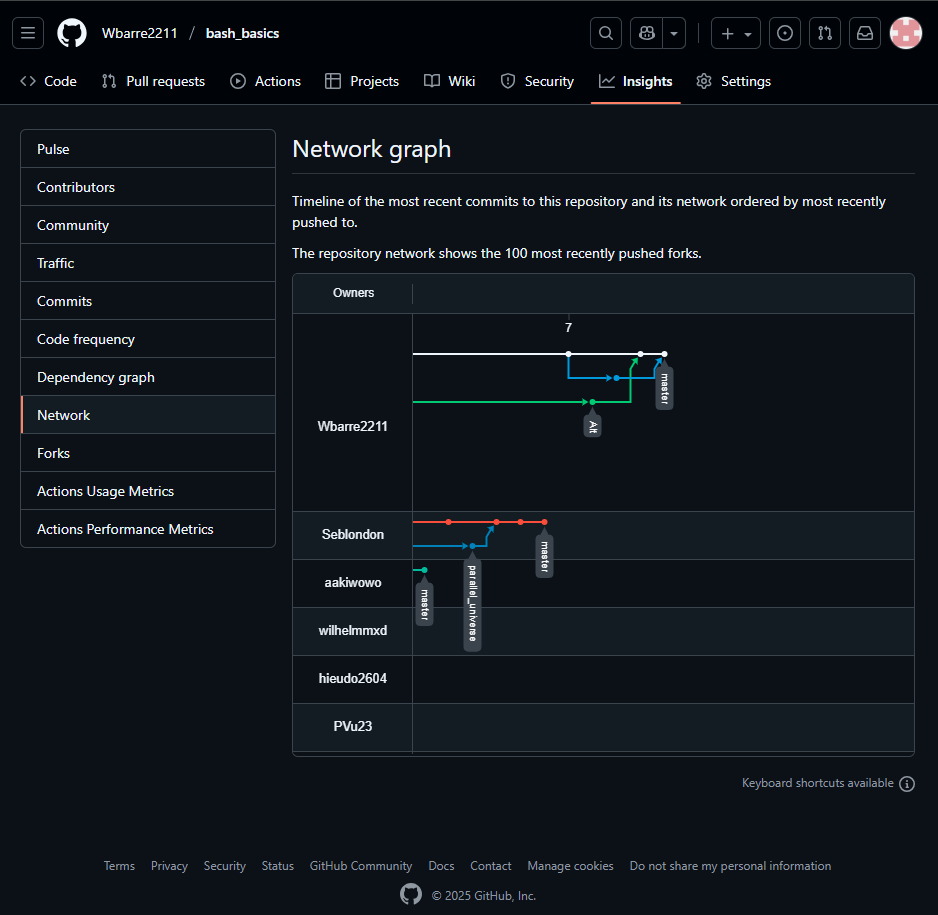 Wbarre2211 / bash_basics
Code Pull requests Actions Projects Wiki Security Insights Settings
Pulse
Contributors
Community
Traffic
Commits
Code frequency
Dependency graph
Network
Forks
Actions Usage Metrics
Actions Performance Metrics
Network graph
Timeline of the most recent commits to this repository and its network ordered by most recently
pushed to.
The repository network shows the 100 most recently pushed forks.
Owners
7
Wbarre2211
master
Alt
Seblondon
master
parallel_universe
aakiwowo
master
wilhelmmxd
hieudo2604
PVu23
Keyboard shortcuts available
Terms Privacy Security Status GitHub Community Docs Contact Manage cookies Do not share my personal information
© 2025 GitHub, Inc.